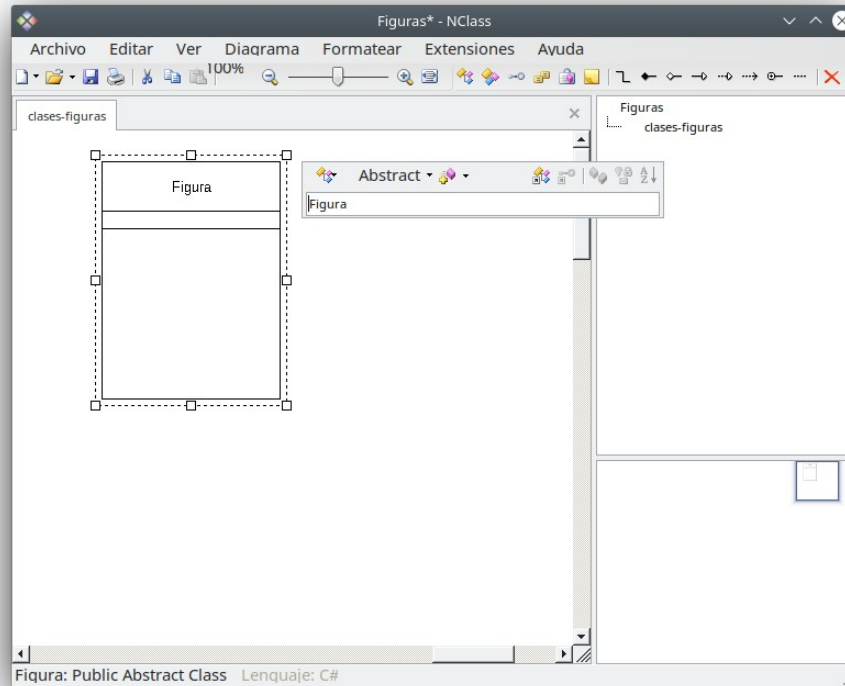 Figuras* - NClass
Archivo Editar Ver Diagrama Formatear Extensiones Ayuda
100%
clases-figuras
Figuras
clases-figuras
Figura
Abstract
Figura
Figura: Public Abstract Class Lenguaje: C#